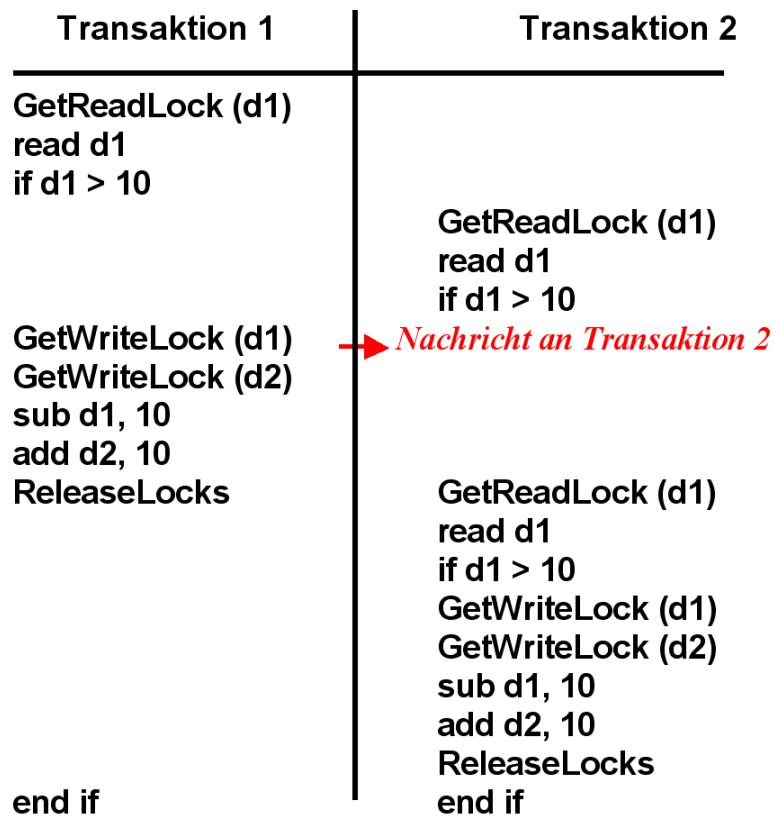 Transaktion 1
Transaktion 2
GetReadLock (d1)
read d1
if d1 > 10
GetReadLock (d1)
read d1
if d1 > 10
GetWriteLock (d1)
Nachricht an Transaktion 2
GetWriteLock (d2)
sub d1, 10
add d2, 10
ReleaseLocks
GetReadLock (d1)
read d1
if d1 > 10
GetWriteLock (d1)
GetWriteLock (d2)
sub d1, 10
add d2, 10
ReleaseLocks
end if
end if